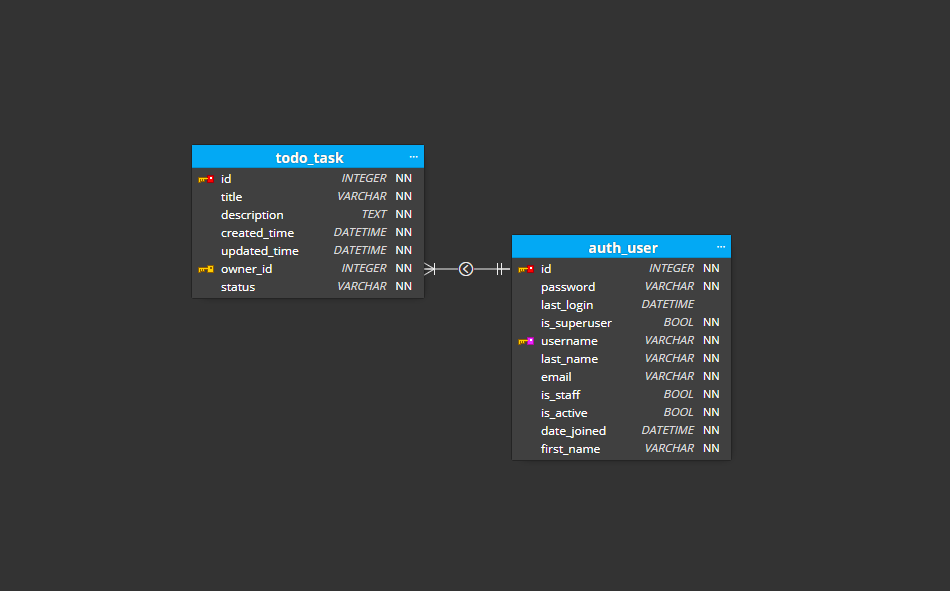 todo_task ...
id INTEGER NN
title VARCHAR NN
description TEXT NN
created_time DATETIME NN
updated_time DATETIME NN
owner_id INTEGER NN
status VARCHAR NN
auth_user ...
id INTEGER NN
password VARCHAR NN
last_login DATETIME
is_superuser BOOL NN
username VARCHAR NN
last_name VARCHAR NN
email VARCHAR NN
is_staff BOOL NN
is_active BOOL NN
date_joined DATETIME NN
first_name VARCHAR NN